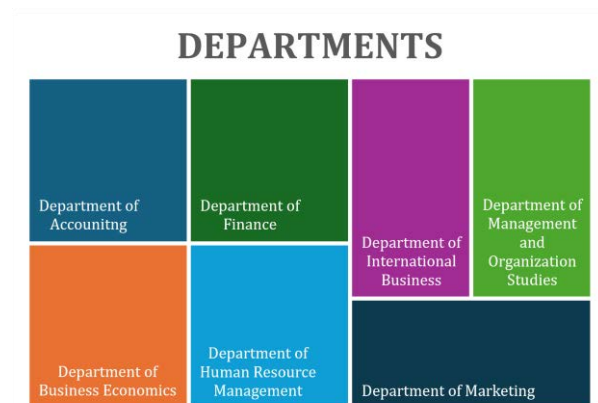 DEPARTMENTS
Department of
Accounitng
Department of
Finance
Department of
International
Business
Department of
Management
and
Organization
Studies
Department of
Business Economics
Department of
Human Resource
Management
Department of Marketing